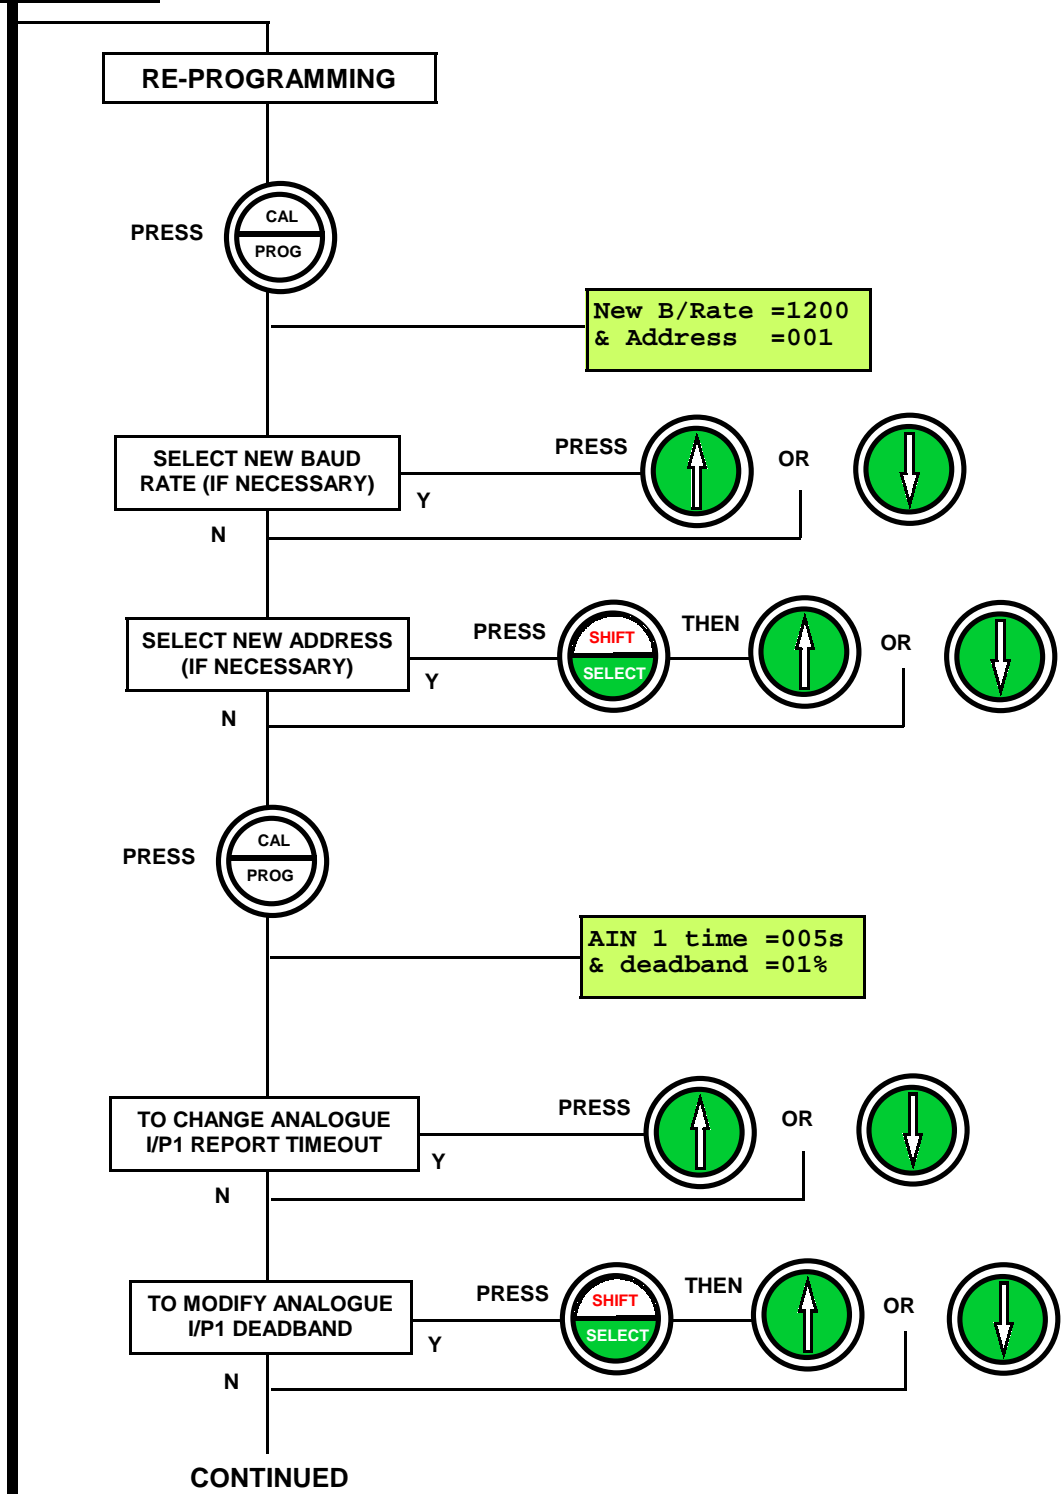 RE-PROGRAMMING
PRESS
CAL
PROG
New B/Rate =1200
& Address  =001
SELECT NEW BAUD
RATE (IF NECESSARY)
Y
PRESS
OR
N
SELECT NEW ADDRESS
(IF NECESSARY)
Y
PRESS
SHIFT
SELECT
THEN
OR
N
PRESS
CAL
PROG
AIN 1 time =005s
& deadband =01%
TO CHANGE ANALOGUE
I/P1 REPORT TIMEOUT
Y
PRESS
OR
N
TO MODIFY ANALOGUE
I/P1 DEADBAND
Y
PRESS
SHIFT
SELECT
THEN
OR
N
CONTINUED